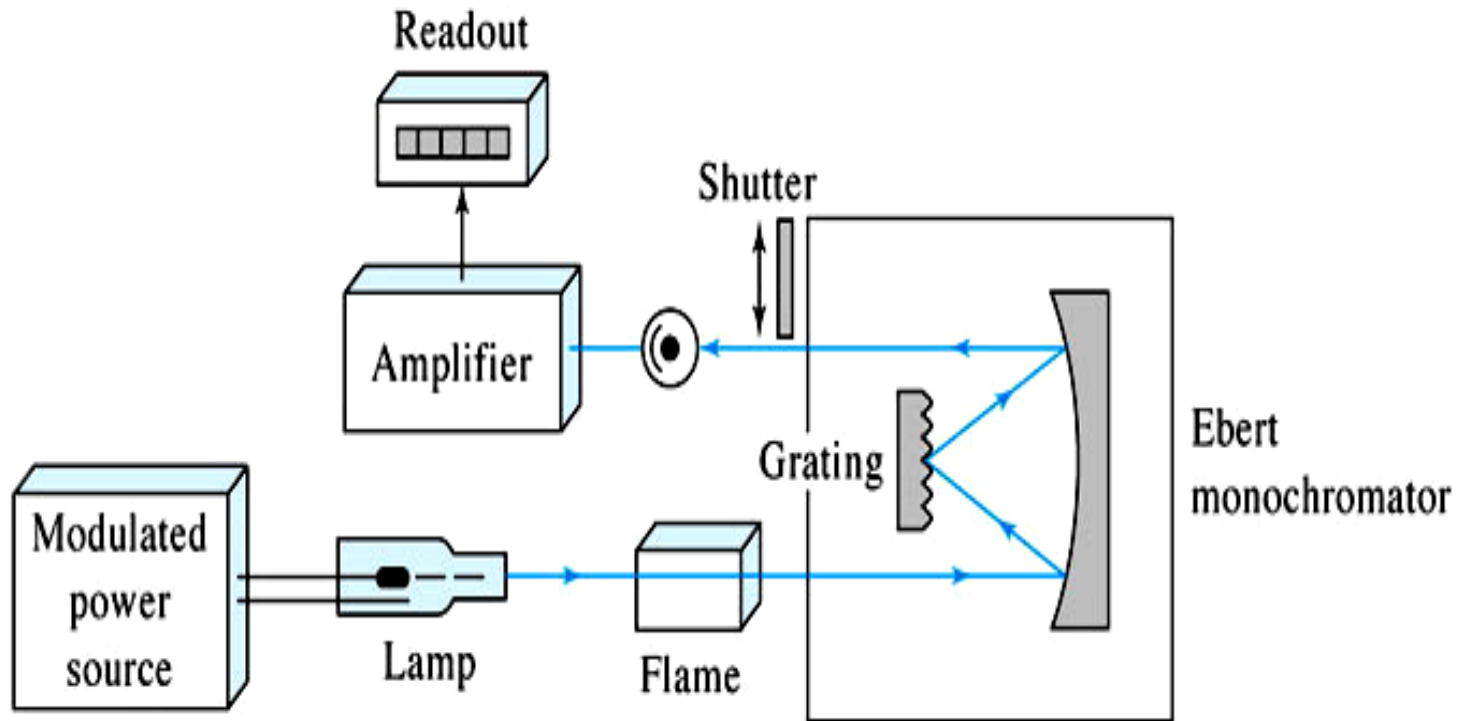 Readout
Shutter
Amplifier
Grating
Ebert
monochromator
Modulated
power
source
Lamp
Flame